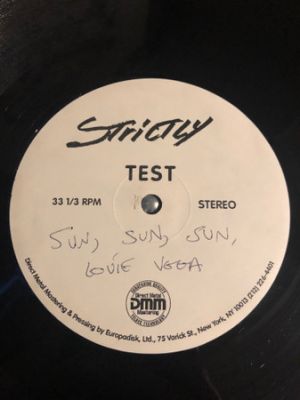 STRICTLY
TEST
33 1/3 RPM
STEREO
SUN, SUN, SUN,
LOUIE VEGA
Direct Metal
DMM
Mastering
Direct Metal Mastering & Pressing by Europadisk, Ltd., 75 Varick St., New York, NY 10013 (212) 226-4401